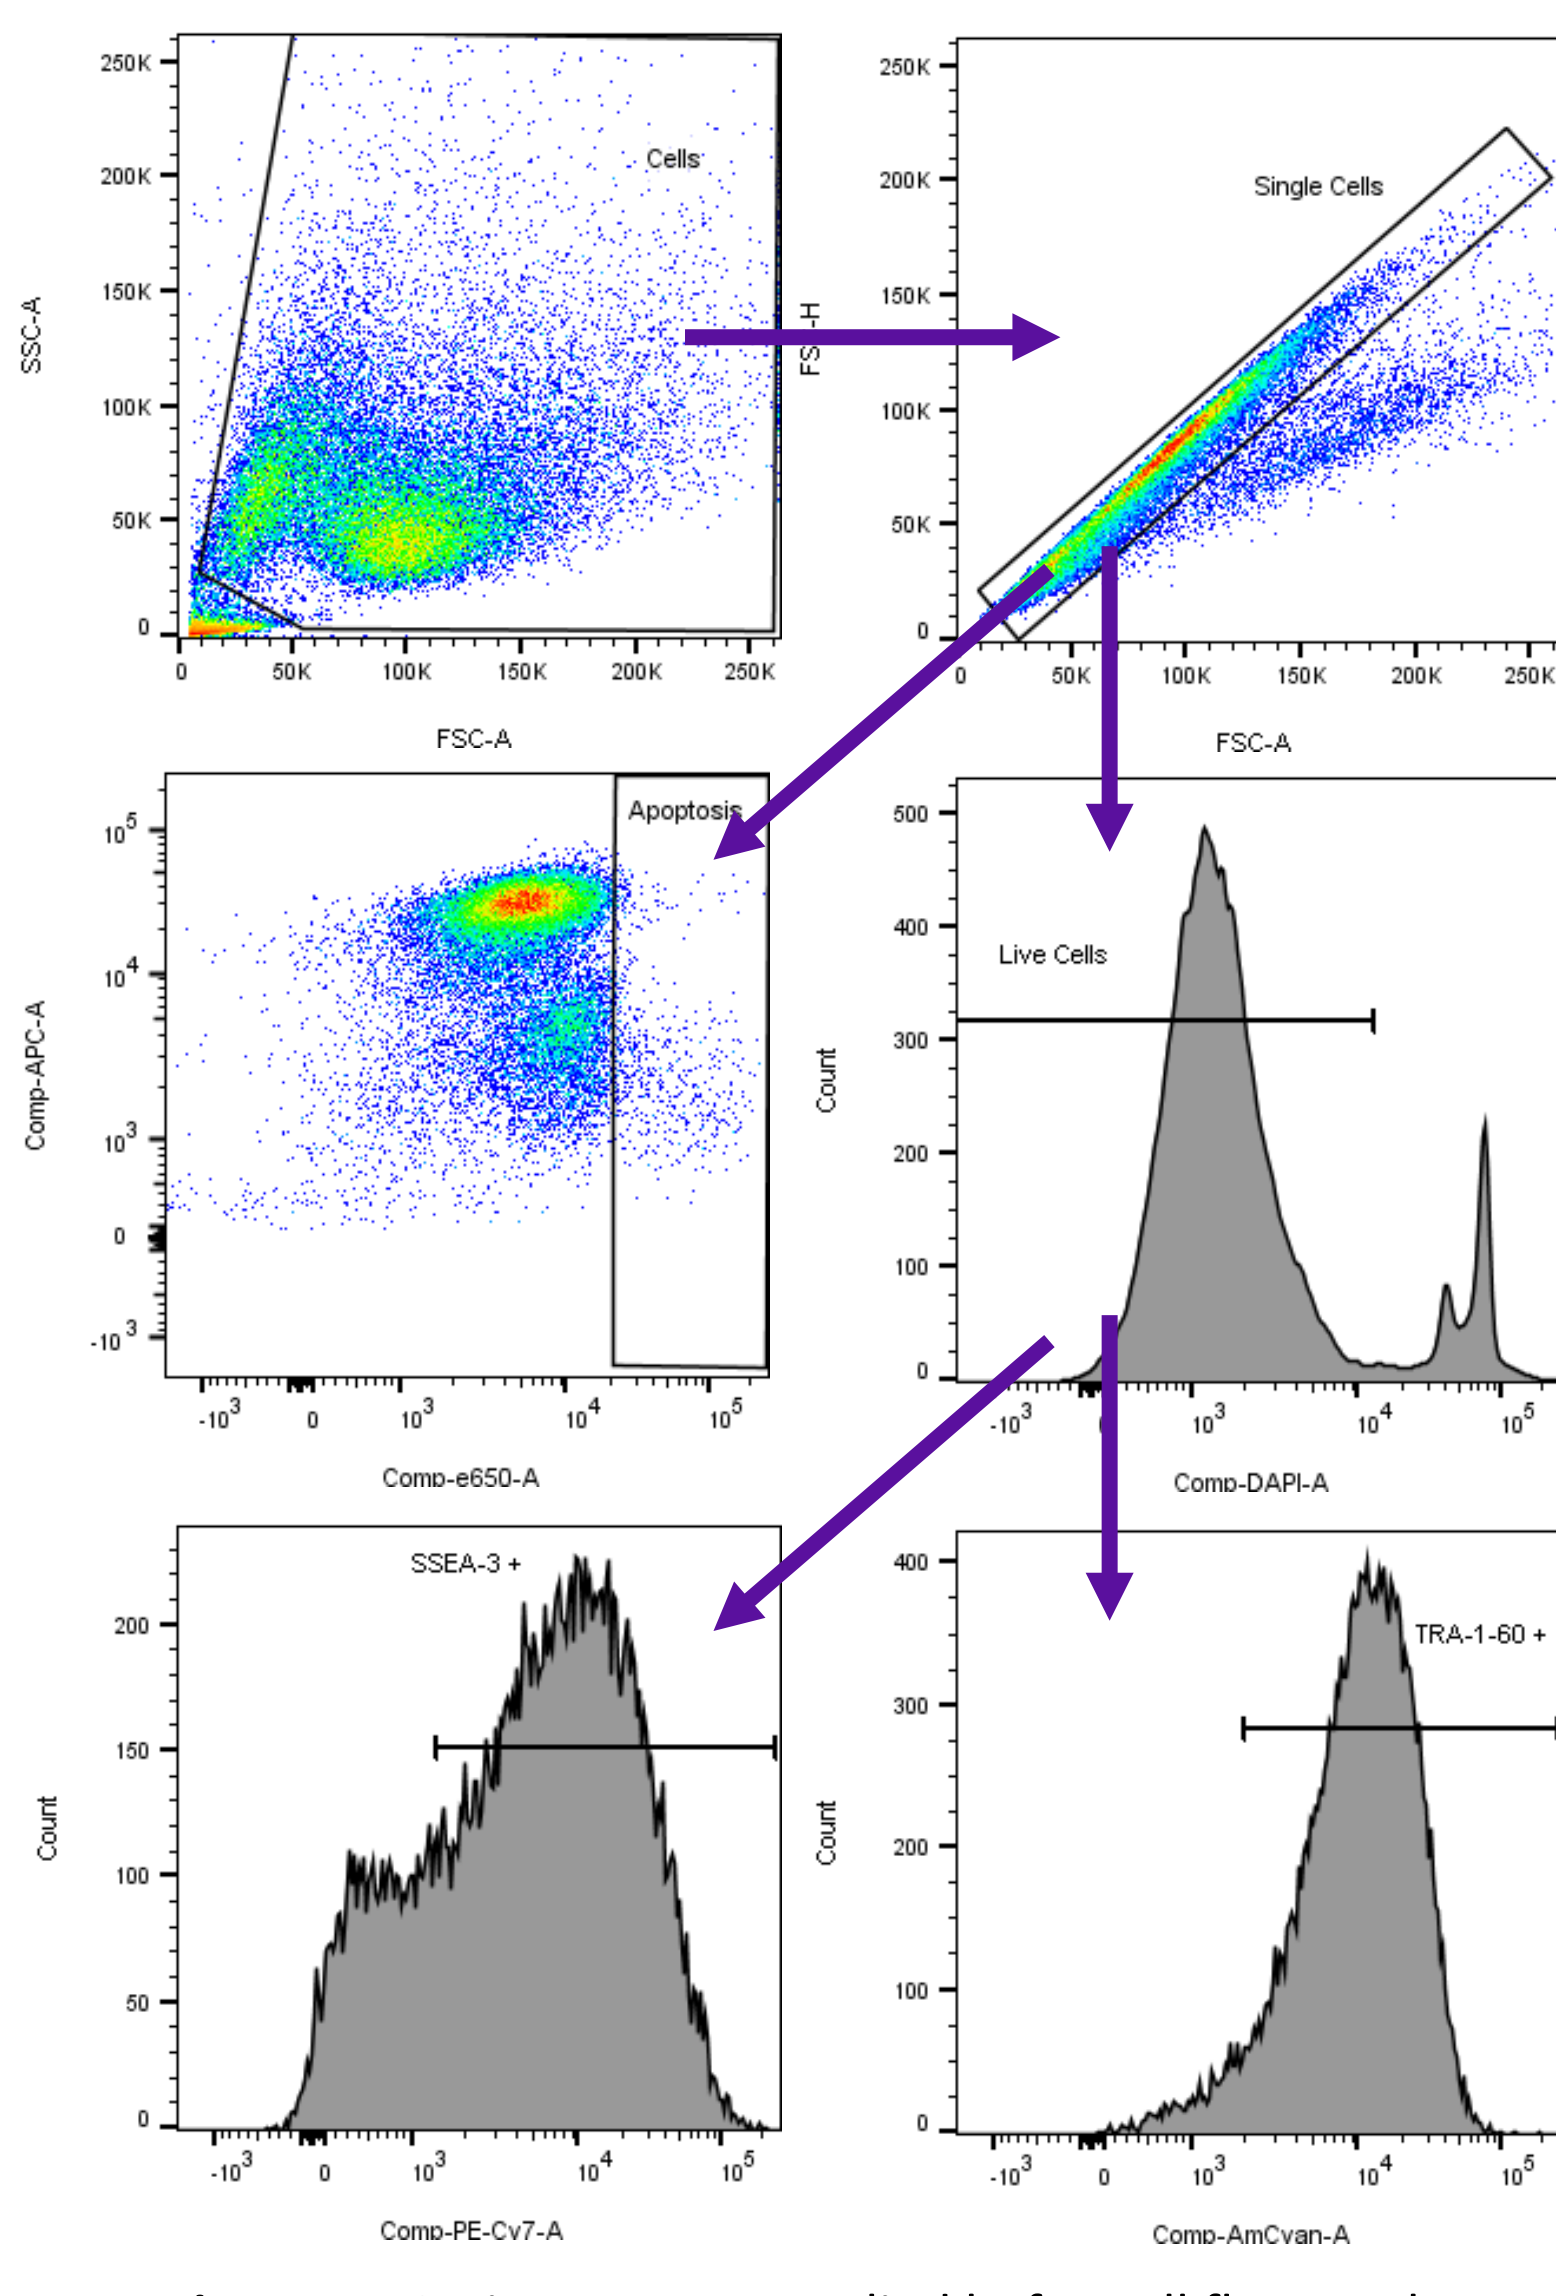 250K
200K
150K
100K
50K
0
SSC-A
Cells
0 50K 100K 150K 200K 250K
FSC-A
250K
200K
150K
100K
50K
0
Single Cells
0 50K 100K 150K 200K 250K
FSC-A
10^5
10^4
10^3
0
-10^3
Comp-APC-A
Apoptosis
-10^3 0 10^3 10^4 10^5
Comp-e650-A
500
400
300
200
100
0
Count
Live Cells
-10^3 10^3 10^4 10^5
Comp-DAPI-A
200
150
100
50
0
Count
SSEA-3 +
-10^3 0 10^3 10^4 10^5
Comp-PE-Cy7-A
400
300
200
100
0
Count
TRA-1-60 +
-10^3 0 10^3 10^4 10^5
Comp-AmCyan-A